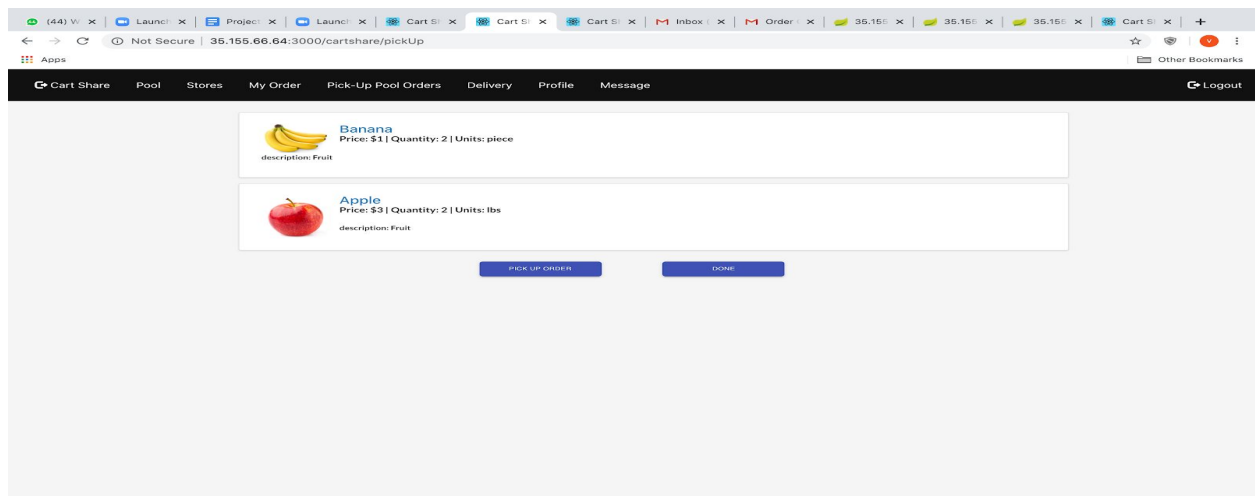 (44) W
Launch
Project
Launch
Cart Sh
Cart Sh
Cart Sh
Inbox
Order
35.155
35.155
35.155
Cart Sh
Not Secure | 35.155.66.64:3000/cartshare/pickUp
V
Apps
Other Bookmarks
Cart Share Pool Stores My Order Pick-Up Pool Orders Delivery Profile Message Logout
Banana
Price: $1 | Quantity: 2 | Units: piece
description: Fruit
Apple
Price: $3 | Quantity: 2 | Units: lbs
description: Fruit
PICK UP ORDER DONE